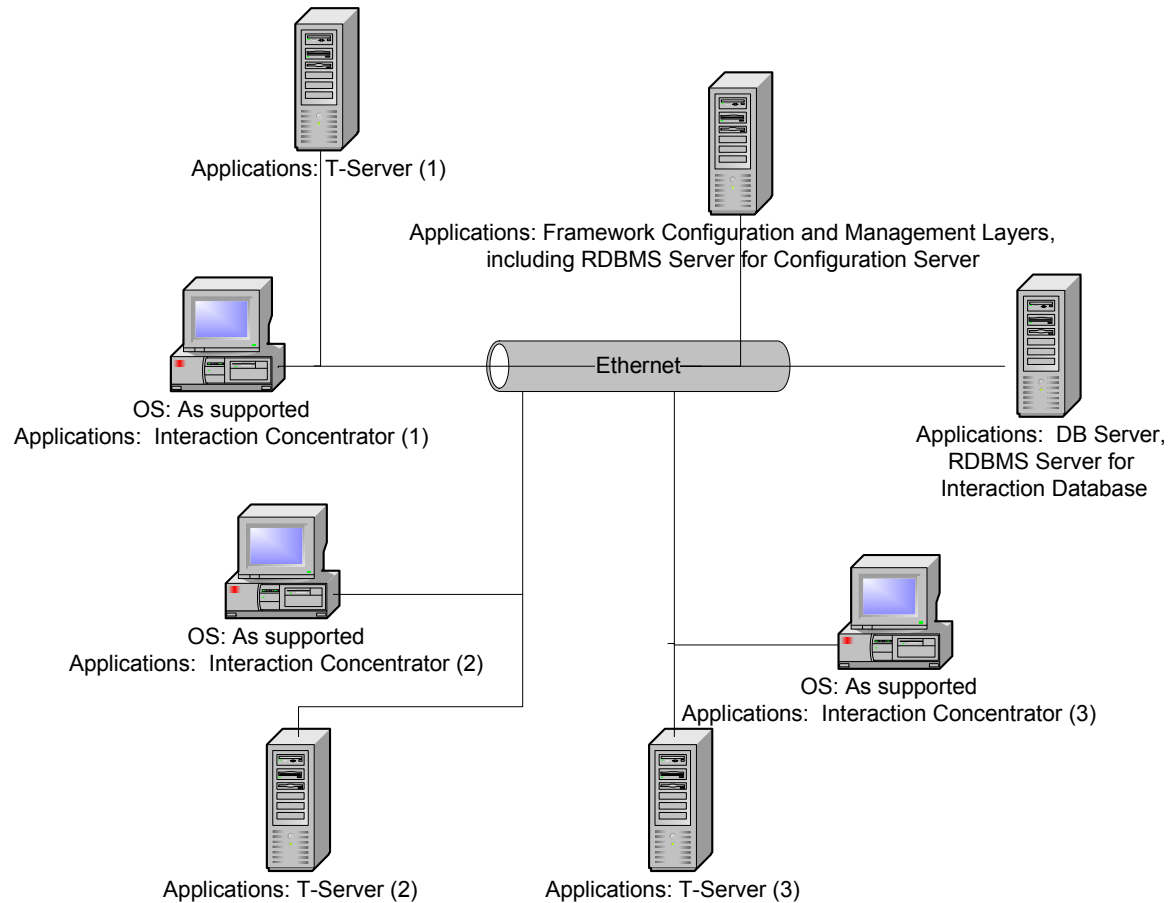 Applications: T-Server (1)
Applications: Framework Configuration and Management Layers,
including RDBMS Server for Configuration Server
Ethernet
OS: As supported
Applications:  Interaction Concentrator (1)
Applications:  DB Server,
RDBMS Server for
Interaction Database
OS: As supported
Applications:  Interaction Concentrator (2)
OS: As supported
Applications:  Interaction Concentrator (3)
Applications: T-Server (2)
Applications: T-Server (3)